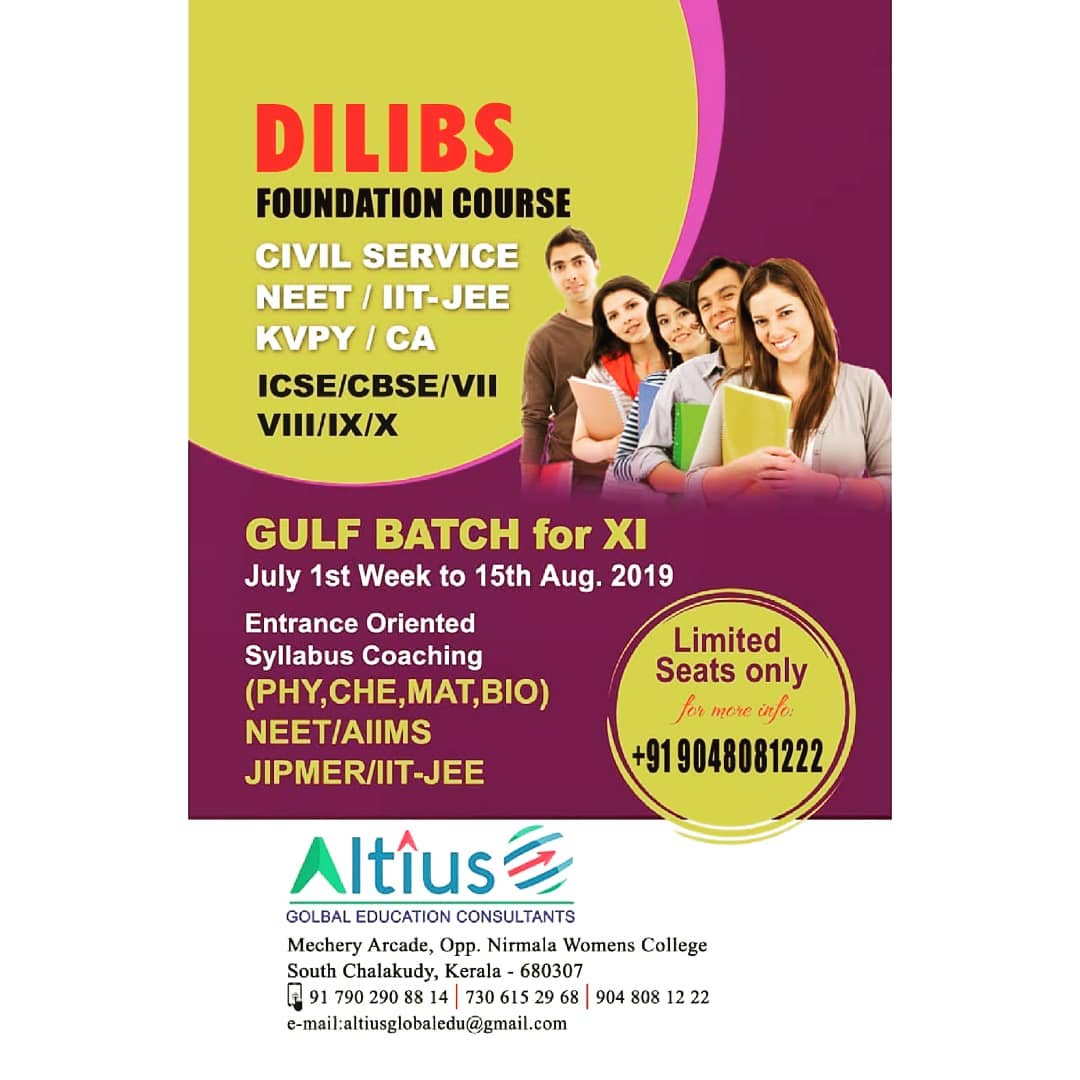 DILIBS
FOUNDATION COURSE
CIVIL SERVICE
NEET / IIT-JEE
KVPY / CA
ICSE/CBSE/VII
VIII/IX/X
GULF BATCH for XI
July 1st Week to 15th Aug. 2019
Entrance Oriented
Syllabus Coaching
(PHY,CHE,MAT,BIO)
NEET/AIIMS
JIPMER/IIT-JEE
Limited
Seats only
for more info:
+91 9048081222
Altîus
GOLBAL EDUCATION CONSULTANTS
Mechery Arcade, Opp. Nirmala Womens College
South Chalakudy, Kerala - 680307
91 790 290 88 14 | 730 615 29 68 | 904 808 12 22
e-mail:altiusglobaledu@gmail.com